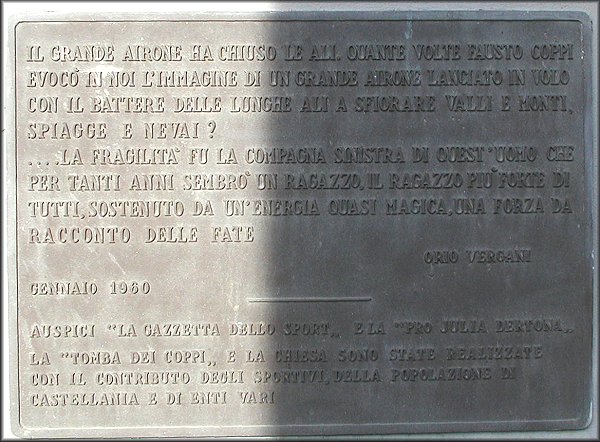 IL GRANDE AIRONE HA CHIUSO LE ALI. QUANTE VOLTE FAUSTO COPPI
EVOCÒ IN NOI L'IMMAGINE DI UN GRANDE AIRONE LANCIATO IN VOLO
CON IL BATTERE DELLE LUNGHE ALI A SFIORARE VALLI E MONTI,
SPIAGGE E NEVAI?
....LA FRAGILITÀ FU LA COMPAGNA SINISTRA DI QUEST'UOMO CHE
PER TANTI ANNI SEMBRÒ UN RAGAZZO, IL RAGAZZO PIÙ FORTE DI
TUTTI, SOSTENUTO DA UN'ENERGIA QUASI MAGICA, UNA FORZA DA
RACCONTO DELLE FATE
ORIO VERGANI
GENNAIO 1960
AUSPICI "LA GAZZETTA DELLO SPORT„ E LA "PRO JULIA DERTONA„
LA "TOMBA DEI COPPI„ E LA CHIESA SONO STATE REALIZZATE
CON IL CONTRIBUTO DEGLI SPORTIVI, DELLA POPOLAZIONE DI
CASTELLANIA E DI ENTI VARI